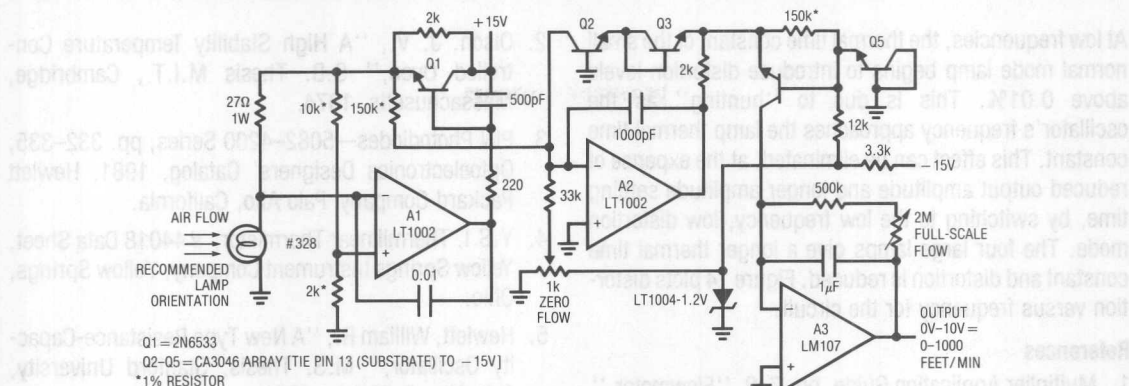 2k
+15V
Q1
Q2
Q3
150k*
Q5
27Ω
1W
10k*
150k*
500pF
2k
1000pF
12k
3.3k
−15V
220
33k
A2
LT1002
500k
2M
FULL-SCALE
FLOW
AIR FLOW
#328
RECOMMENDED
LAMP
ORIENTATION
−
A1
LT1002
+
2k*
0.01
1k
ZERO
FLOW
LT1004-1.2V
1µF
−
A3
LM107
+
OUTPUT
0V–10V =
0–1000
FEET/MIN
Q1 = 2N6533
Q2–Q5 = CA3046 ARRAY [TIE PIN 13 (SUBSTRATE) TO −15V]
*1% RESISTOR